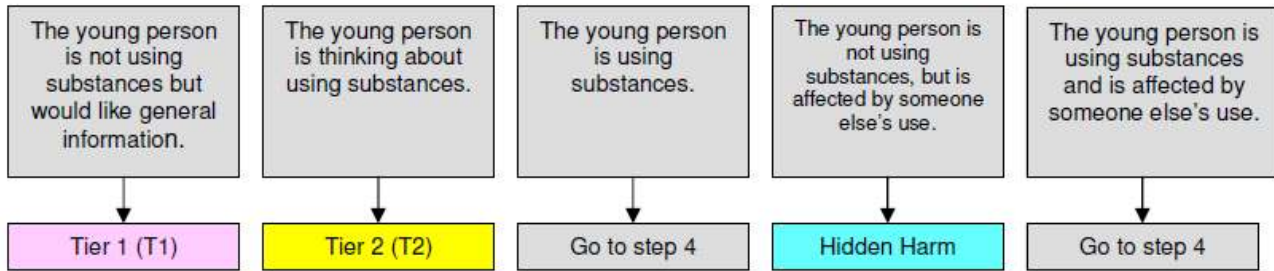 The young person
is not using
substances but
would like general
information.
The young person
is thinking about
using substances.
The young person
is using
substances.
The young person is
not using
substances, but is
affected by someone
else's use.
The young person is
using substances
and is affected by
someone else's use.
Tier 1 (T1)
Tier 2 (T2)
Go to step 4
Hidden Harm
Go to step 4